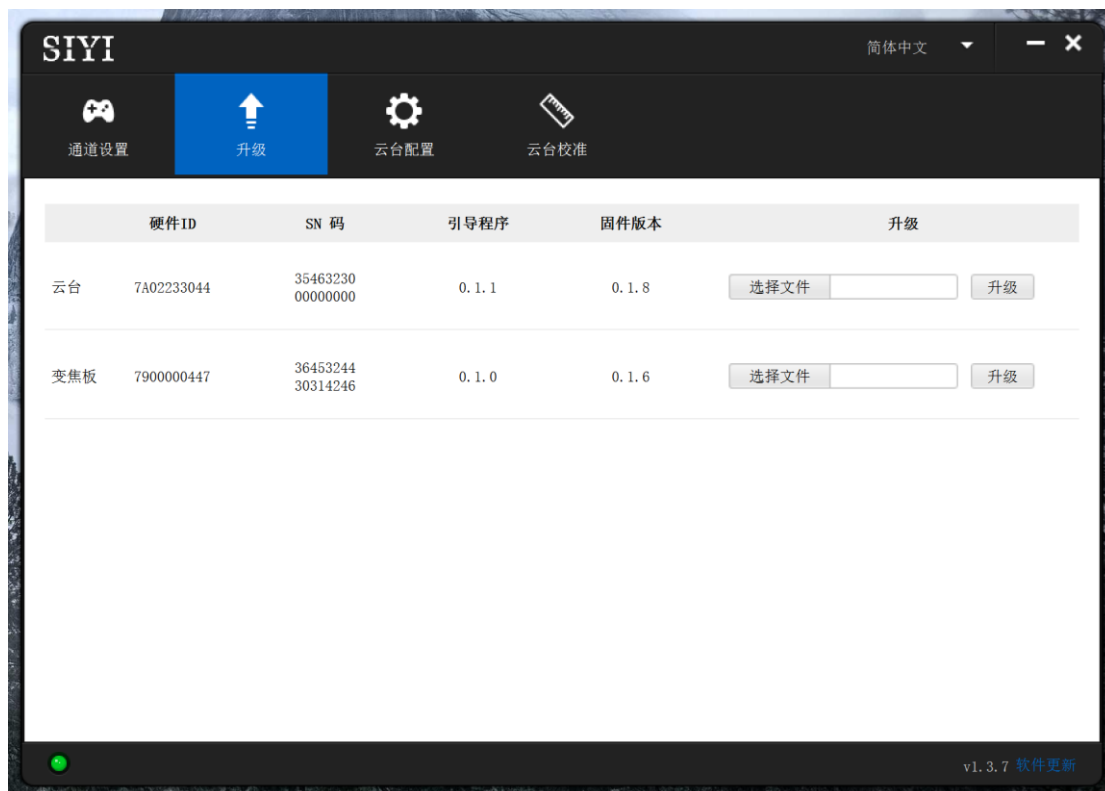 SIYI
简体中文
通道设置 升级 云台配置 云台校准
硬件ID SN 码 引导程序 固件版本 升级
云台 7A02233044 35463230 0.1.1 0.1.8 选择文件 升级
00000000
变焦板 7900000447 36453244 0.1.0 0.1.6 选择文件 升级
30314246
v1.3.7 软件更新